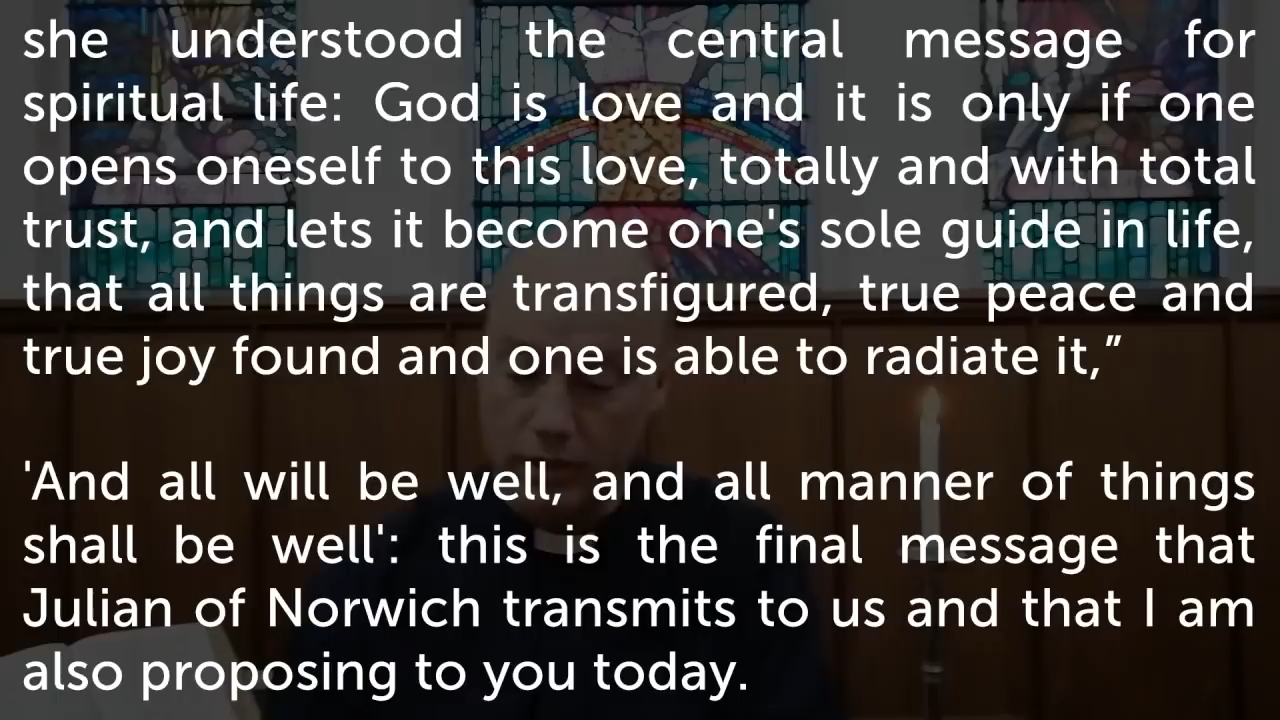 she understood the central message for
spiritual life: God is love and it is only if one
opens oneself to this love, totally and with total
trust, and lets it become one's sole guide in life,
that all things are transfigured, true peace and
true joy found and one is able to radiate it,”
'And all will be well, and all manner of things
shall be well': this is the final message that
Julian of Norwich transmits to us and that I am
also proposing to you today.